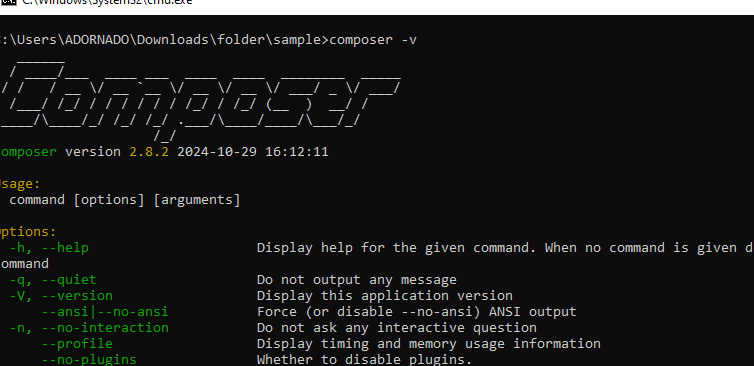 C:\Windows\System32\cmd.exe
:\Users\ADORNADO\Downloads\folder\sample>composer -v
Composer
omposer version 2.8.2 2024-10-29 16:12:11
sage:
command [options] [arguments]
ptions:
-h, --help Display help for the given command. When no command is given d
ommand
-q, --quiet Do not output any message
-V, --version Display this application version
--ansi|--no-ansi Force (or disable --no-ansi) ANSI output
-n, --no-interaction Do not ask any interactive question
--profile Display timing and memory usage information
--no-plugins Whether to disable plugins.